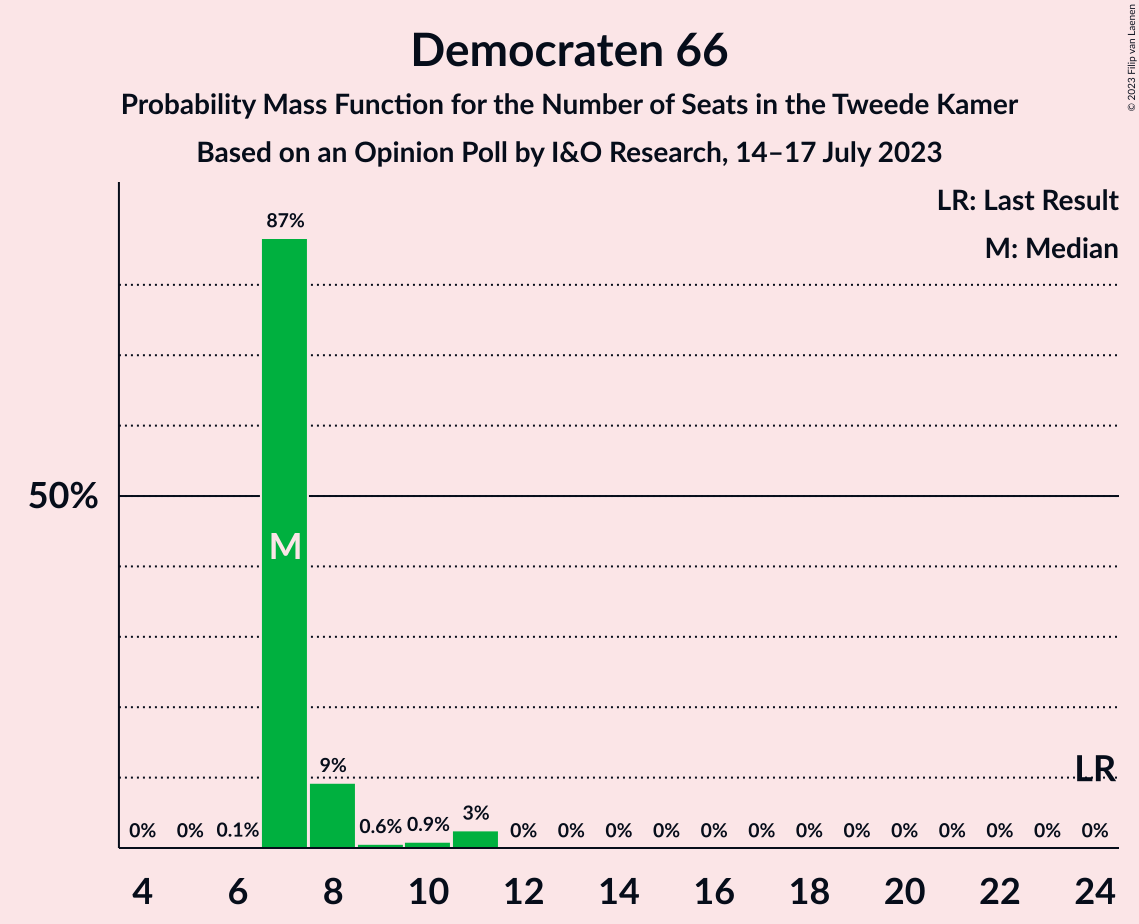 Democraten 66
Probability Mass Function for the Number of Seats in the Tweede Kamer
Based on an Opinion Poll by I&O Research, 14–17 July 2023
© 2023 Filip van Laenen
LR: Last Result
M: Median
87%
50%
M
9%
LR
0% 0% 0.1% 0.6% 0.9% 3% 0% 0% 0% 0% 0% 0% 0% 0% 0% 0% 0% 0% 0%
4 6 8 10 12 14 16 18 20 22 24